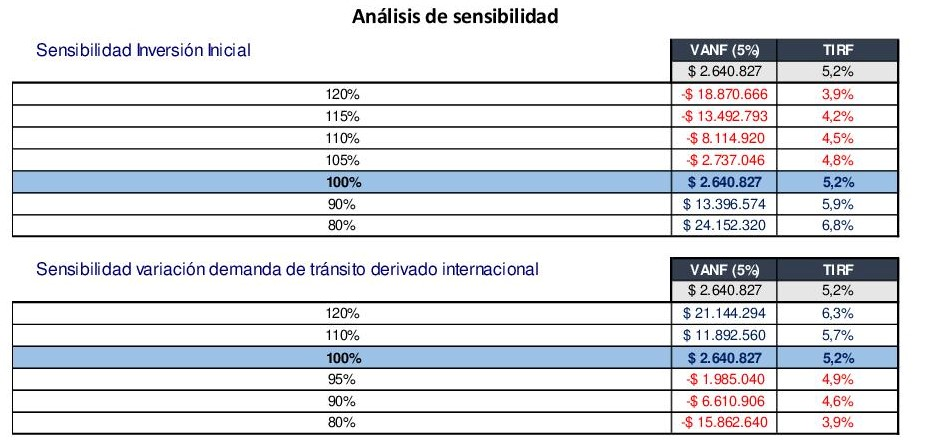 Análisis de sensibilidad
Sensibilidad Inversión Inicial VANF (5%) TIRF
$ 2.640.827 5,2%
120% -$ 18.870.666 3,9%
115% -$ 13.492.793 4,2%
110% -$ 8.114.920 4,5%
105% -$ 2.737.046 4,8%
100% $ 2.640.827 5,2%
90% $ 13.396.574 5,9%
80% $ 24.152.320 6,8%
Sensibilidad variación demanda de tránsito derivado internacional VANF (5%) TIRF
$ 2.640.827 5,2%
120% $ 21.144.294 6,3%
110% $ 11.892.560 5,7%
100% $ 2.640.827 5,2%
95% -$ 1.985.040 4,9%
90% -$ 6.610.906 4,6%
80% -$ 15.862.640 3,9%